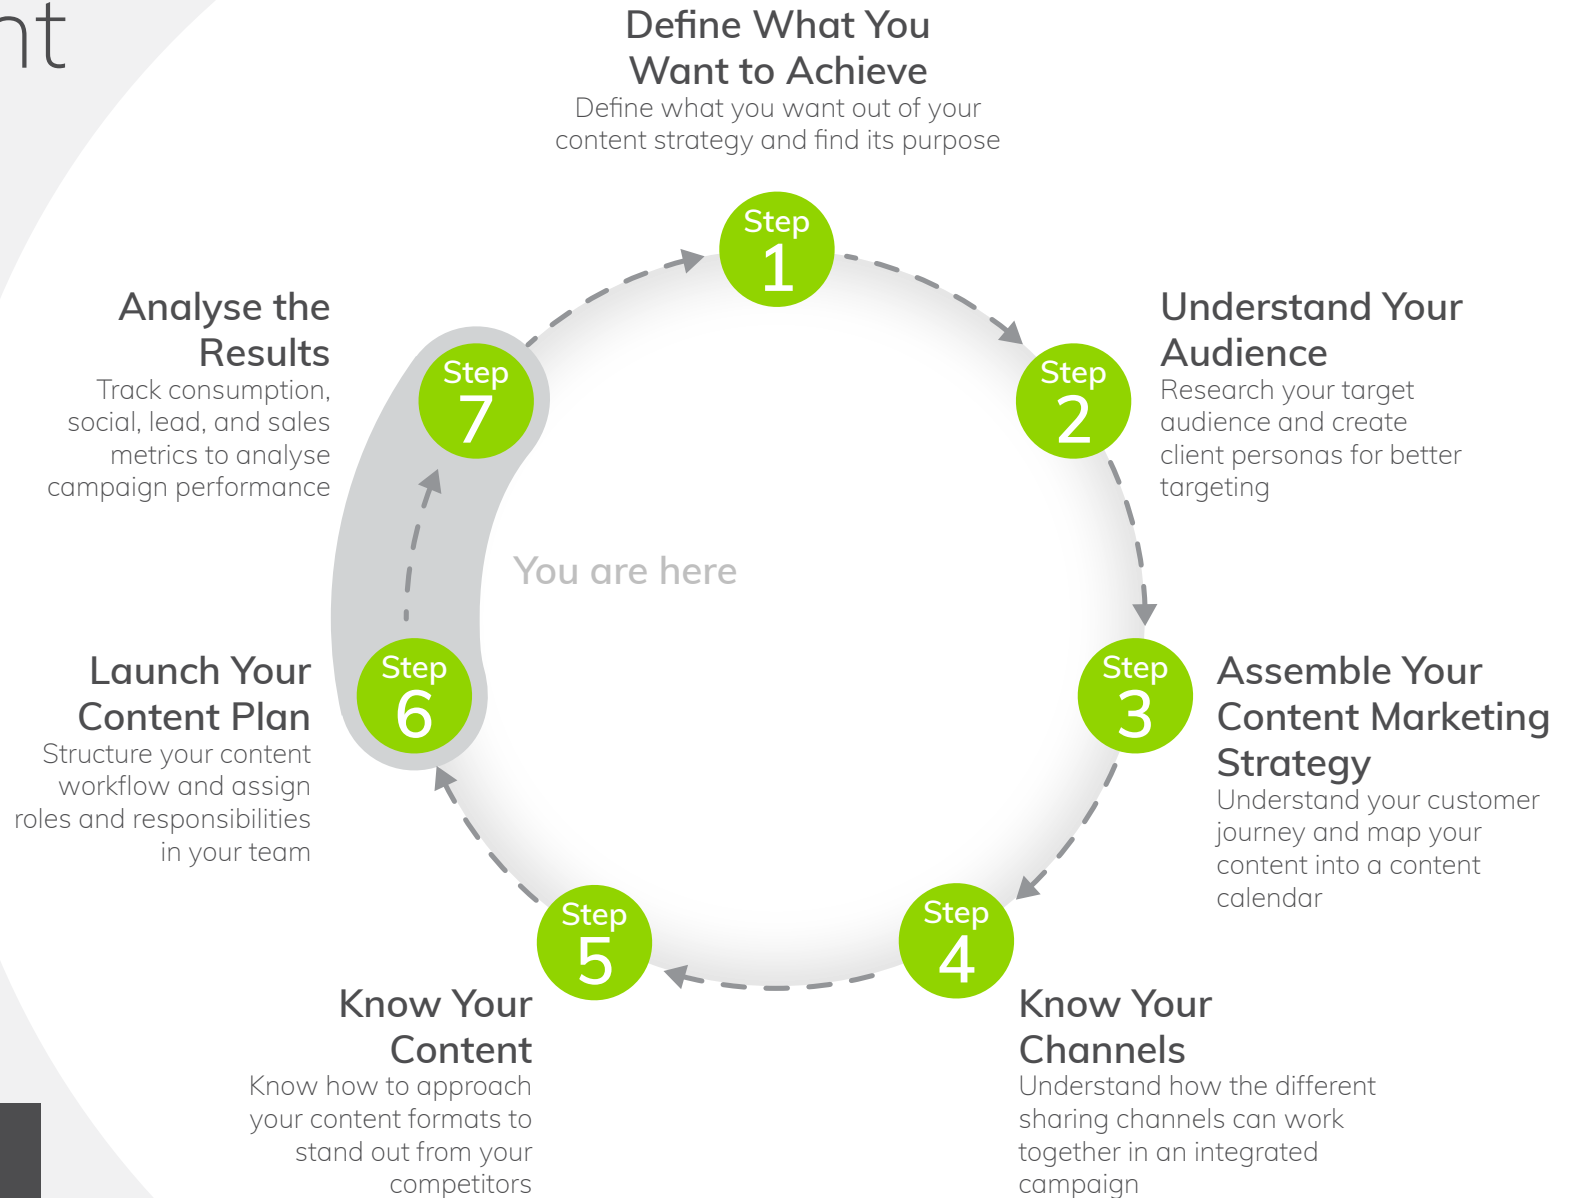 nt
Define What You
Want to Achieve
Define what you want out of your
content strategy and find its purpose
Step
1
Understand Your
Audience
Research your target
audience and create
client personas for better
targeting
Step
2
Step
3
Assemble Your
Content Marketing
Strategy
Understand your customer
journey and map your
content into a content
calendar
Step
4
Know Your
Channels
Understand how the different
sharing channels can work
together in an integrated
campaign
Step
5
Know Your
Content
Know how to approach
your content formats to
stand out from your
competitors
Step
6
Launch Your
Content Plan
Structure your content
workflow and assign
roles and responsibilities
in your team
Step
7
Analyse the
Results
Track consumption,
social, lead, and sales
metrics to analyse
campaign performance
You are here